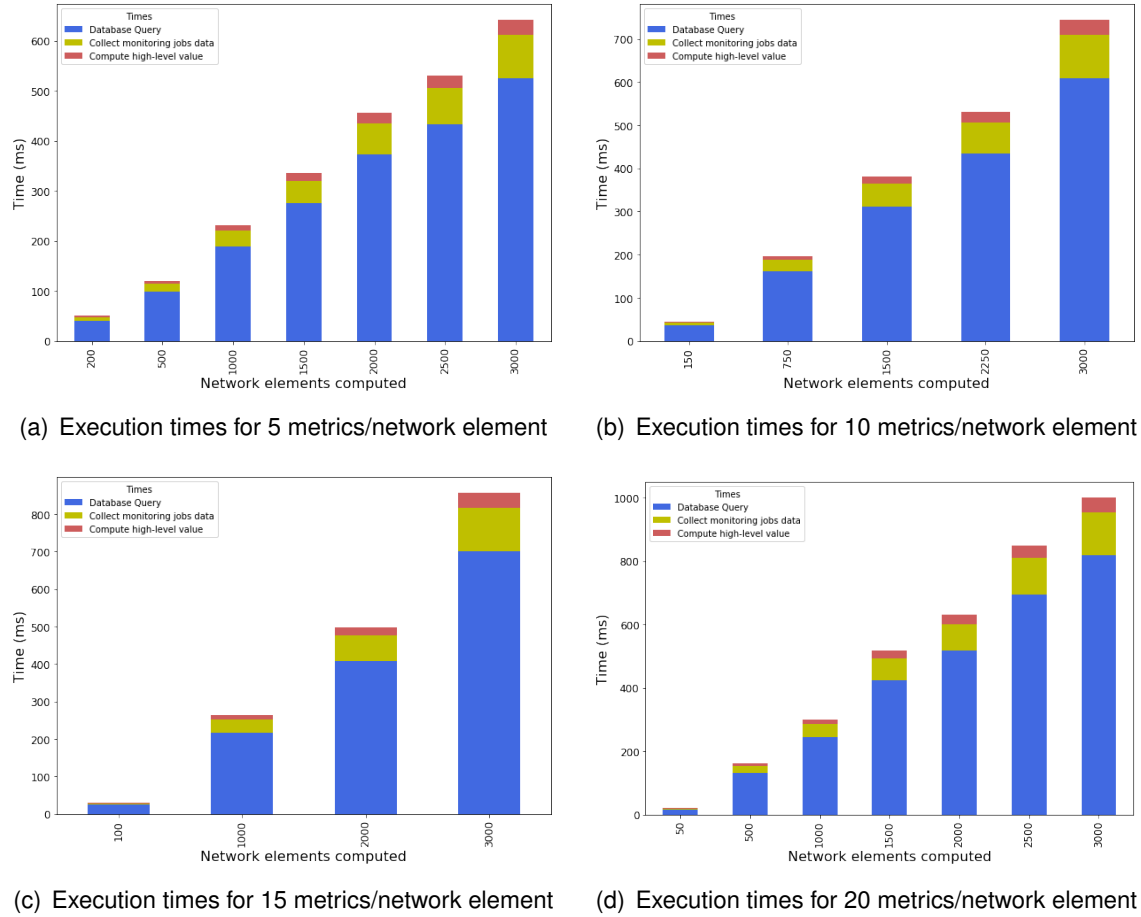 Times
Database Query
Collect monitoring jobs data
Compute high-level value
600
500
400
300
200
100
0
Time (ms)
200
500
1000
1500
2000
2500
3000
Network elements computed
(a) Execution times for 5 metrics/network element
Times
Database Query
Collect monitoring jobs data
Compute high-level value
700
600
500
400
300
200
100
0
Time (ms)
150
750
1500
2250
3000
Network elements computed
(b) Execution times for 10 metrics/network element
Times
Database Query
Collect monitoring jobs data
Compute high-level value
800
700
600
500
400
300
200
100
0
Time (ms)
100
1000
2000
3000
Network elements computed
(c) Execution times for 15 metrics/network element
Times
Database Query
Collect monitoring jobs data
Compute high-level value
1000
800
600
400
200
0
Time (ms)
50
500
1000
1500
2000
2500
3000
Network elements computed
(d) Execution times for 20 metrics/network element